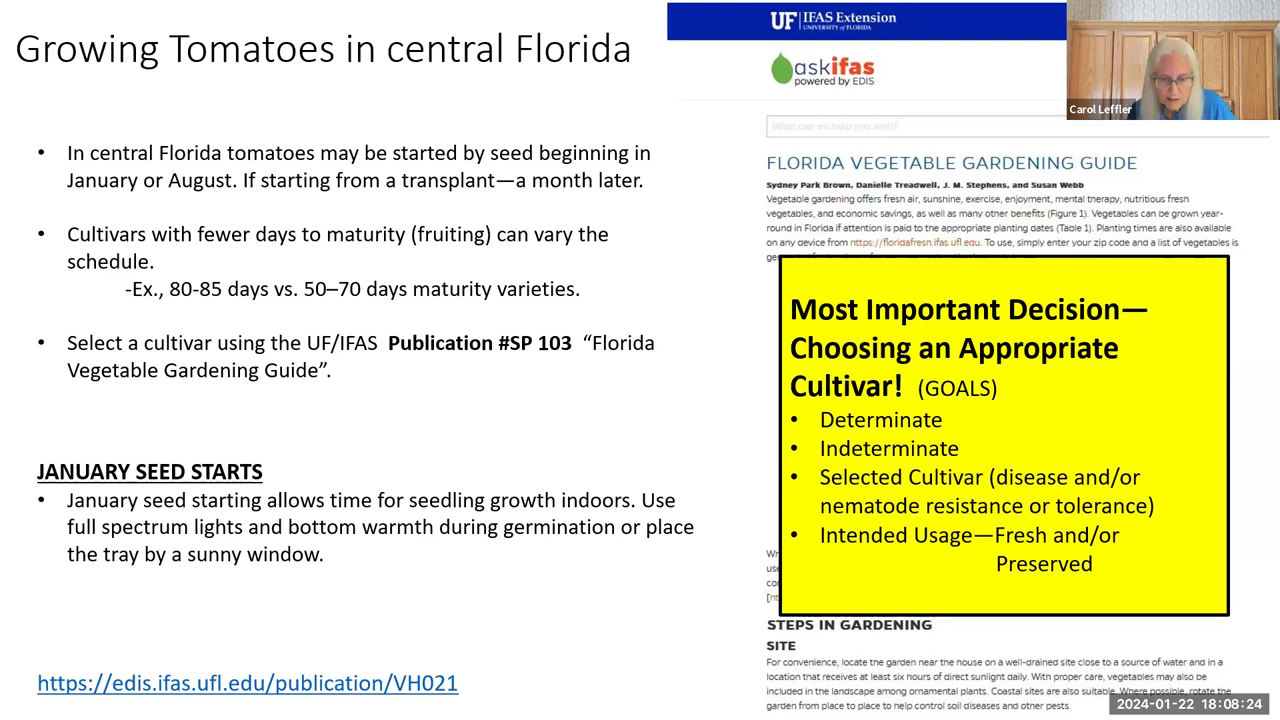 Growing Tomatoes in central Florida
• In central Florida tomatoes may be started by seed beginning in
January or August. If starting from a transplant—a month later.
• Cultivars with fewer days to maturity (fruiting) can vary the
schedule.
-Ex., 80-85 days vs. 50–70 days maturity varieties.
• Select a cultivar using the UF/IFAS Publication #SP 103 “Florida
Vegetable Gardening Guide”.
JANUARY SEED STARTS
• January seed starting allows time for seedling growth indoors. Use
full spectrum lights and bottom warmth during germination or place
the tray by a sunny window.
https://edis.ifas.ufl.edu/publication/VH021
UF IFAS Extension
UNIVERSITY of FLORIDA
askifas
powered by EDIS
Carol Leffler
What can we help you with?
FLORIDA VEGETABLE GARDENING GUIDE
Sydney Park Brown, Danielle Treadwell, J. M. Stephens, and Susan Webb
Vegetable gardening offers fresh air, sunshine, exercise, enjoyment, mental therapy, nutritious fresh
vegetables, and economic savings, as well as many other benefits (Figure 1). Vegetables can be grown year-
round in Florida if attention is paid to the appropriate planting dates (Table 1). Planting times are also available
on any device from https://floridafresh.ifas.ufl.edu. To use, simply enter your zip code and a list of vegetables is
Most Important Decision—
Choosing an Appropriate
Cultivar! (GOALS)
• Determinate
• Indeterminate
• Selected Cultivar (disease and/or
nematode resistance or tolerance)
• Intended Usage—Fresh and/or
Preserved
STEPS IN GARDENING
SITE
For convenience, locate the garden near the house on a well-drained site close to a source of water and in a
location that receives at least six hours of direct sunlight daily. With proper care, vegetables may also be
included in the landscape among ornamental plants. Coastal sites are also suitable. Where possible, rotate the
garden from place to place to help control soil diseases and other pests.
2024-01-22 18:08:24